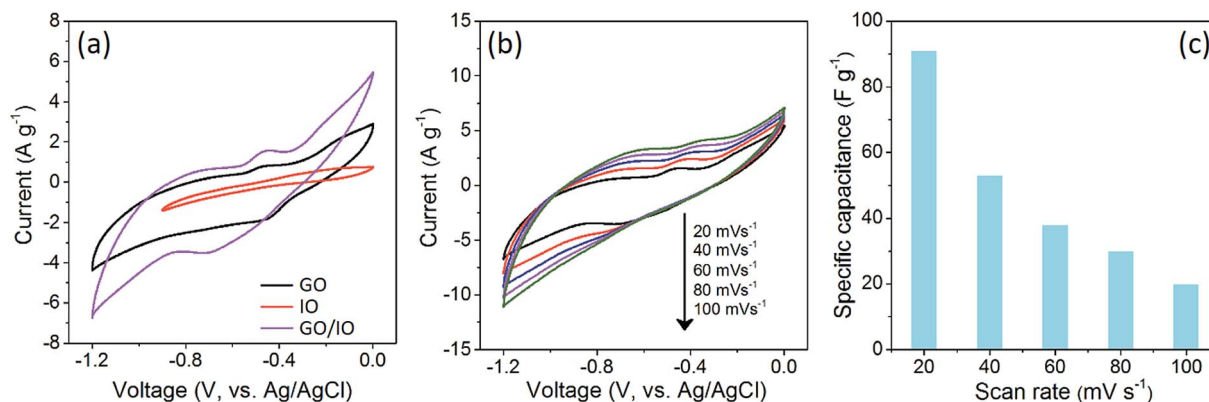 (a)
8
6
4
2
0
-2
-4
-6
-8
Current (A g⁻¹)
-1.2
-0.8
-0.4
0.0
Voltage (V, vs. Ag/AgCl)
GO
IO
GO/IO
(b)
15
10
5
0
-5
-10
-15
Current (A g⁻¹)
-1.2
-0.8
-0.4
0.0
Voltage (V, vs. Ag/AgCl)
20 mVs⁻¹
40 mVs⁻¹
60 mVs⁻¹
80 mVs⁻¹
100 mVs⁻¹
(c)
100
80
60
40
20
0
Specific capacitance (F g⁻¹)
20
40
60
80
100
Scan rate (mV s⁻¹)